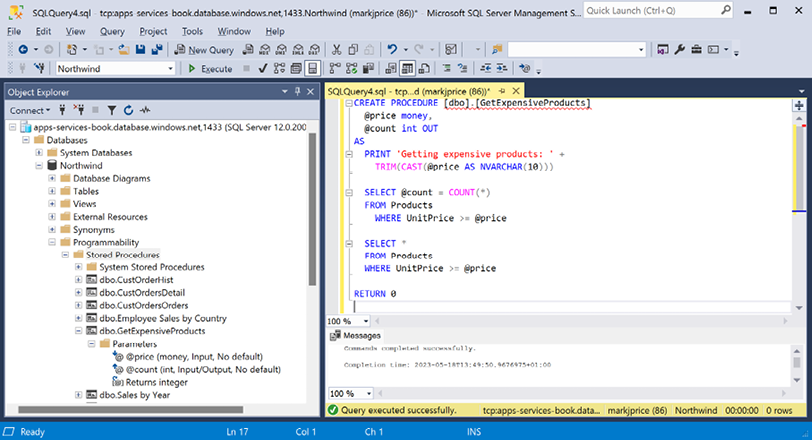 SQLQuery4.sql - tcp:apps-services-book.database.windows.net,1433.Northwind (markjprice (86))* - Microsoft SQL Server Management S...
Quick Launch (Ctrl+Q)
File Edit View Query Project Tools Window Help
New Query
MDX DMX XMLA DAX
Northwind
Execute
Object Explorer
Connect
apps-services-book.database.windows.net,1433 (SQL Server 12.0.200
Databases
System Databases
Northwind
Database Diagrams
Tables
Views
External Resources
Synonyms
Programmability
Stored Procedures
System Stored Procedures
dbo.CustOrderHist
dbo.CustOrdersDetail
dbo.CustOrdersOrders
dbo.Employee Sales by Country
dbo.GetExpensiveProducts
Parameters
@price (money, Input, No default)
@count (int, Input/Output, No default)
Returns integer
dbo.Sales by Year
SQLQuery4.sql - tcp...d (markjprice (86))*
CREATE PROCEDURE [dbo].[GetExpensiveProducts]
@price money,
@count int OUT
AS
PRINT 'Getting expensive products: ' +
TRIM(CAST(@price AS NVARCHAR(10)))
SELECT @count = COUNT(*)
FROM Products
WHERE UnitPrice >= @price
SELECT *
FROM Products
WHERE UnitPrice >= @price
RETURN 0
100 %
Messages
Commands completed successfully.
Completion time: 2023-05-18T13:49:50.9676975+01:00
100 %
Query executed successfully.
tcp:apps-services-book.data...
markjprice (86)
Northwind
00:00:00
0 rows
Ready
Ln 17
Col 1
Ch 1
INS